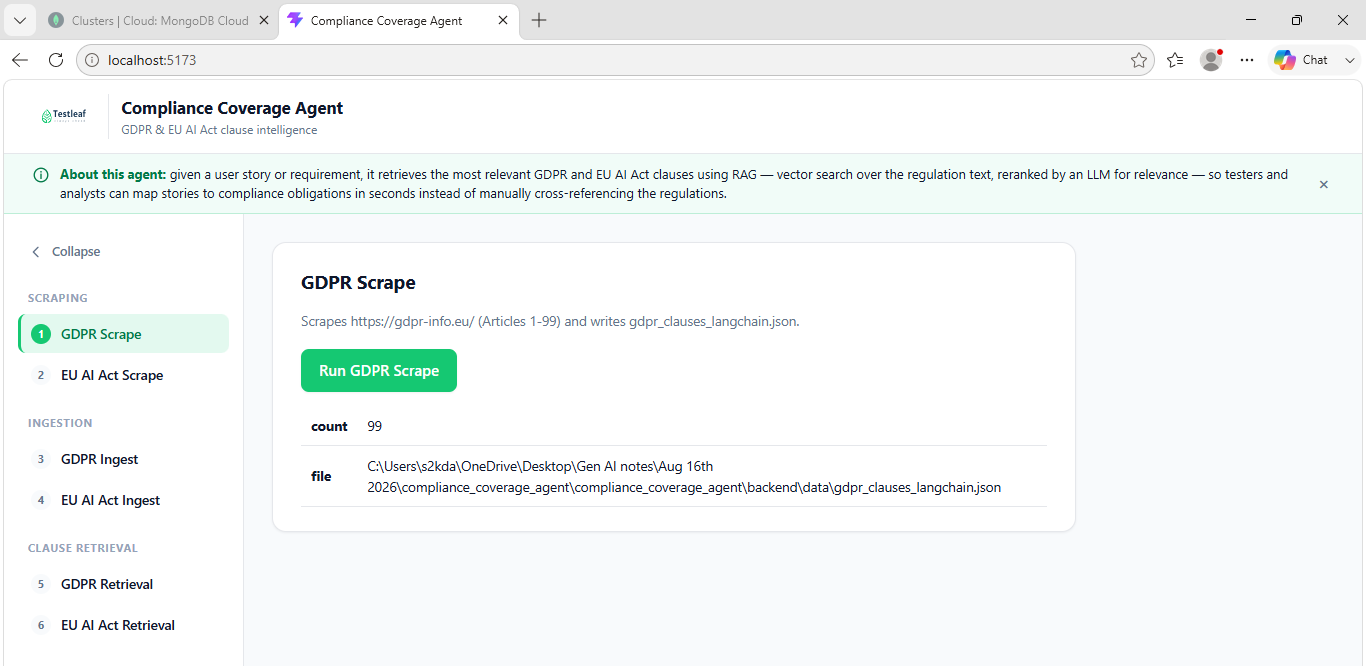 Clusters | Cloud: MongoDB Cloud
Compliance Coverage Agent
localhost:5173
Chat
Testleaf
Compliance Coverage Agent
GDPR & EU AI Act clause intelligence
About this agent: given a user story or requirement, it retrieves the most relevant GDPR and EU AI Act clauses using RAG — vector search over the regulation text, reranked by an LLM for relevance — so testers and
analysts can map stories to compliance obligations in seconds instead of manually cross-referencing the regulations.
Collapse
SCRAPING
1 GDPR Scrape
2 EU AI Act Scrape
INGESTION
3 GDPR Ingest
4 EU AI Act Ingest
CLAUSE RETRIEVAL
5 GDPR Retrieval
6 EU AI Act Retrieval
GDPR Scrape
Scrapes https://gdpr-info.eu/ (Articles 1-99) and writes gdpr_clauses_langchain.json.
Run GDPR Scrape
count 99
file C:\Users\s2kda\OneDrive\Desktop\Gen AI notes\Aug 16th
2026\compliance_coverage_agent\compliance_coverage_agent\backend\data\gdpr_clauses_langchain.json